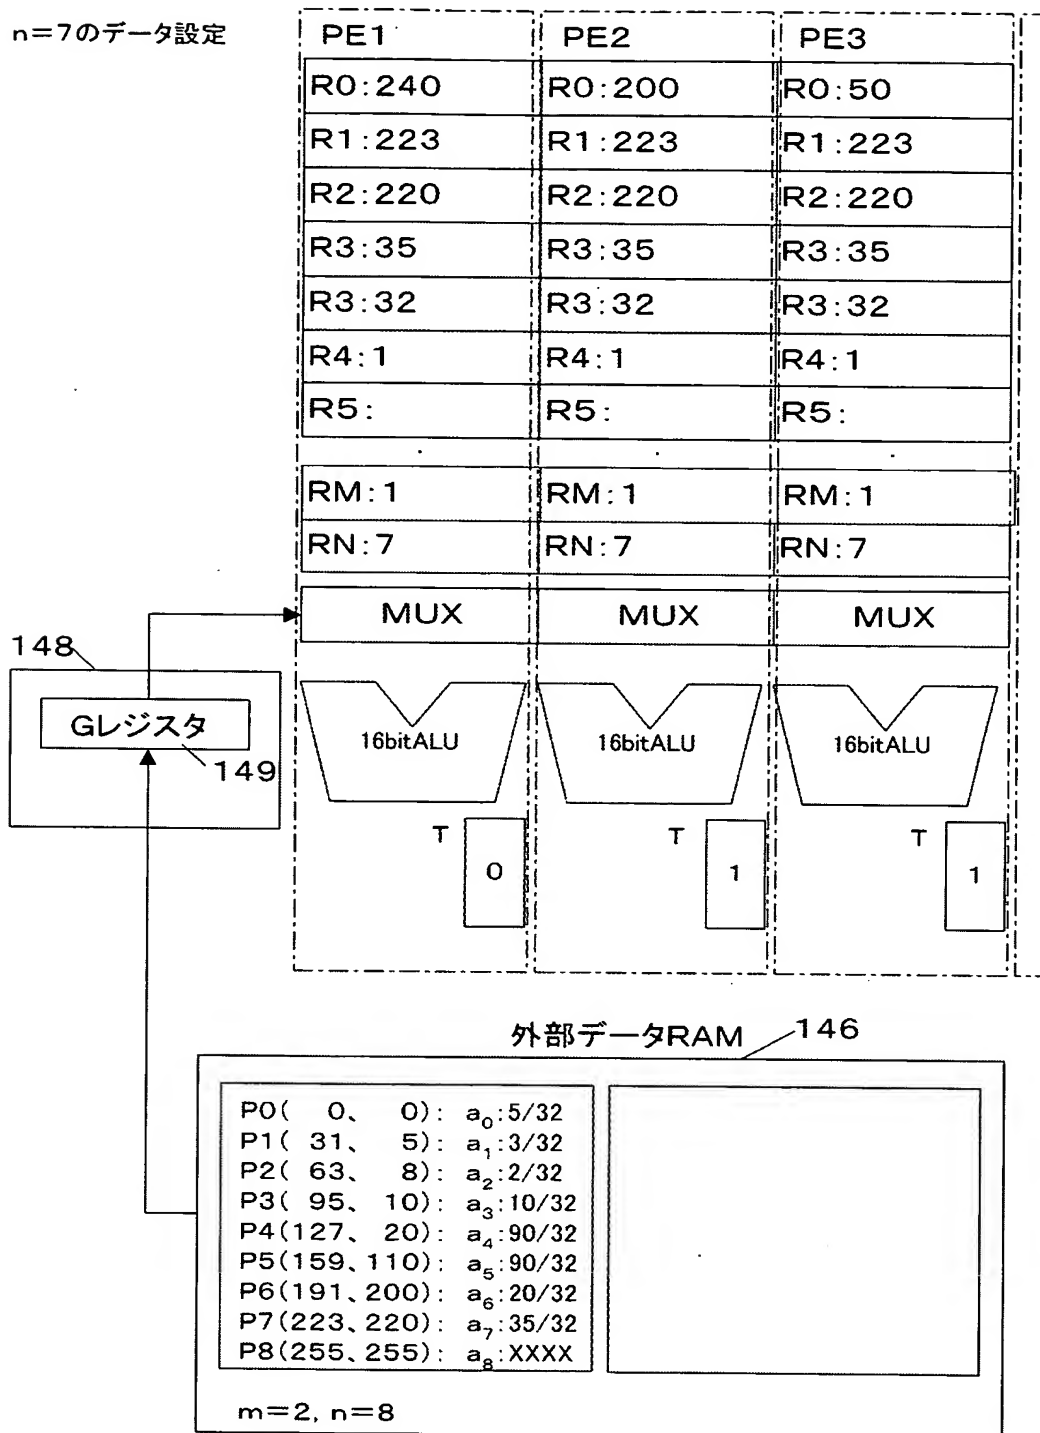 n=7のデータ設定
PE1 PE2 PE3
R0:240 R0:200 R0:50
R1:223 R1:223 R1:223
R2:220 R2:220 R2:220
R3:35 R3:35 R3:35
R3:32 R3:32 R3:32
R4:1 R4:1 R4:1
R5: R5: R5:
RM:1 RM:1 RM:1
RN:7 RN:7 RN:7
MUX MUX MUX
148
Gレジスタ
149
16bitALU 16bitALU 16bitALU
T T T
0 1 1
外部データRAM 146
P0( 0、 0): a₀:5/32
P1( 31、 5): a₁:3/32
P2( 63、 8): a₂:2/32
P3( 95、 10): a₃:10/32
P4(127、 20): a₄:90/32
P5(159、110): a₅:90/32
P6(191、200): a₆:20/32
P7(223、220): a₇:35/32
P8(255、255): a₈:XXXX
m=2, n=8